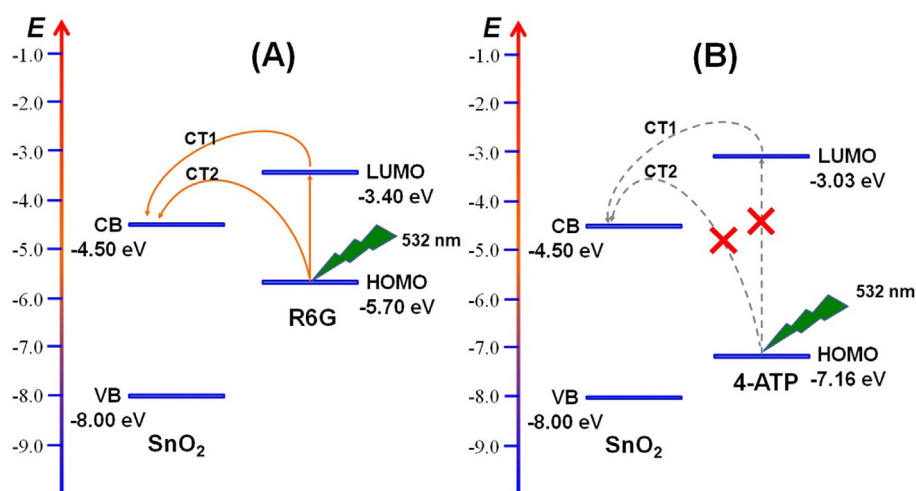 E
(A)
-1.0
-2.0
-3.0
-4.0
-5.0
-6.0
-7.0
-8.0
-9.0
CT1
CT2
LUMO
-3.40 eV
CB
-4.50 eV
532 nm
HOMO
-5.70 eV
R6G
VB
-8.00 eV
SnO₂
E
(B)
-1.0
-2.0
-3.0
-4.0
-5.0
-6.0
-7.0
-8.0
-9.0
CT1
CT2
LUMO
-3.03 eV
CB
-4.50 eV
532 nm
HOMO
-7.16 eV
4-ATP
VB
-8.00 eV
SnO₂